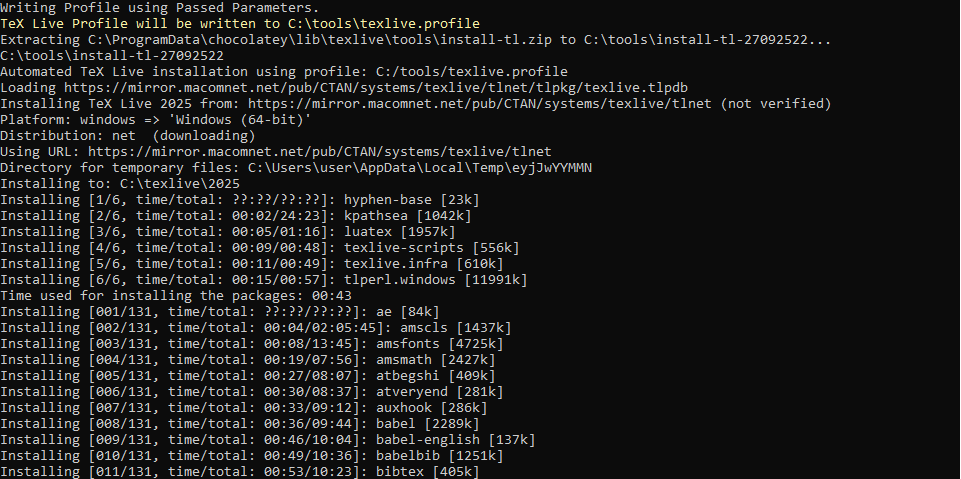 Writing Profile using Passed Parameters.
TeX Live Profile will be written to C:\tools\texlive.profile
Extracting C:\ProgramData\chocolatey\lib\texlive\tools\install-tl.zip to C:\tools\install-tl-27092522...
C:\tools\install-tl-27092522
Automated TeX Live installation using profile: C:/tools/texlive.profile
Loading https://mirror.macomnet.net/pub/CTAN/systems/texlive/tlnet/tlpkg/texlive.tlpdb
Installing TeX Live 2025 from: https://mirror.macomnet.net/pub/CTAN/systems/texlive/tlnet (not verified)
Platform: windows => 'Windows (64-bit)'
Distribution: net  (downloading)
Using URL: https://mirror.macomnet.net/pub/CTAN/systems/texlive/tlnet
Directory for temporary files: C:\Users\user\AppData\Local\Temp\eyjJwYYMMN
Installing to: C:\texlive\2025
Installing [1/6, time/total: ??:??/??:??]: hyphen-base [23k]
Installing [2/6, time/total: 00:02/24:23]: kpathsea [1042k]
Installing [3/6, time/total: 00:05/01:16]: luatex [1957k]
Installing [4/6, time/total: 00:09/00:48]: texlive-scripts [556k]
Installing [5/6, time/total: 00:11/00:49]: texlive.infra [610k]
Installing [6/6, time/total: 00:15/00:57]: tlperl.windows [11991k]
Time used for installing the packages: 00:43
Installing [001/131, time/total: ??:??/??:??]: ae [84k]
Installing [002/131, time/total: 00:04/02:05:45]: amscls [1437k]
Installing [003/131, time/total: 00:08/13:45]: amsfonts [4725k]
Installing [004/131, time/total: 00:19/07:56]: amsmath [2427k]
Installing [005/131, time/total: 00:27/08:07]: atbegshi [409k]
Installing [006/131, time/total: 00:30/08:37]: atveryend [281k]
Installing [007/131, time/total: 00:33/09:12]: auxhook [286k]
Installing [008/131, time/total: 00:36/09:44]: babel [2289k]
Installing [009/131, time/total: 00:46/10:04]: babel-english [137k]
Installing [010/131, time/total: 00:49/10:36]: babelbib [1251k]
Installing [011/131, time/total: 00:53/10:23]: bibtex [405k]